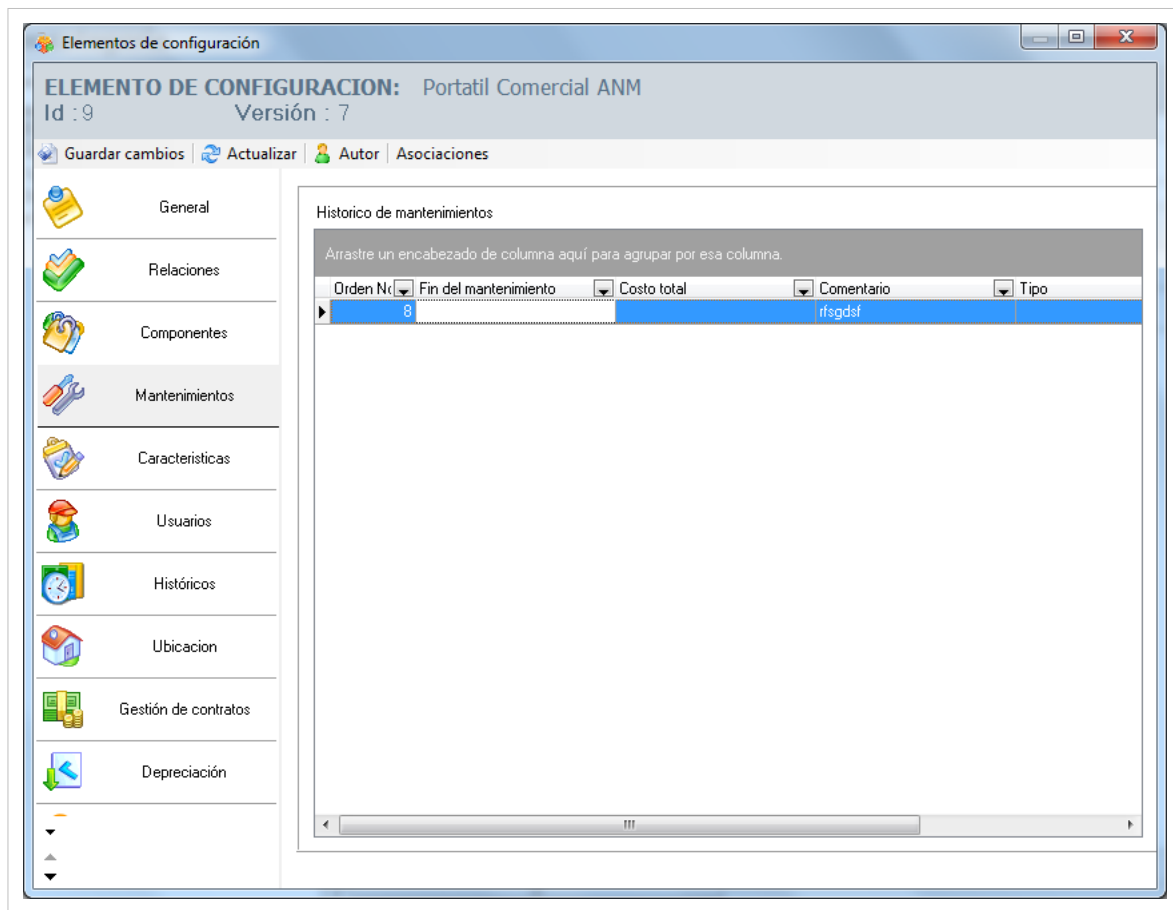 Elementos de configuración
ELEMENTO DE CONFIGURACION: Portatil Comercial ANM
Id : 9 Versión : 7
Guardar cambios Actualizar Autor Asociaciones
General
Relaciones
Componentes
Mantenimientos
Caracteristicas
Usuarios
Históricos
Ubicacion
Gestión de contratos
Depreciación
Historico de mantenimientos
Arrastre un encabezado de columna aquí para agrupar por esa columna.
Orden Fin del mantenimiento Costo total Comentario Tipo
8 rfsgdsf